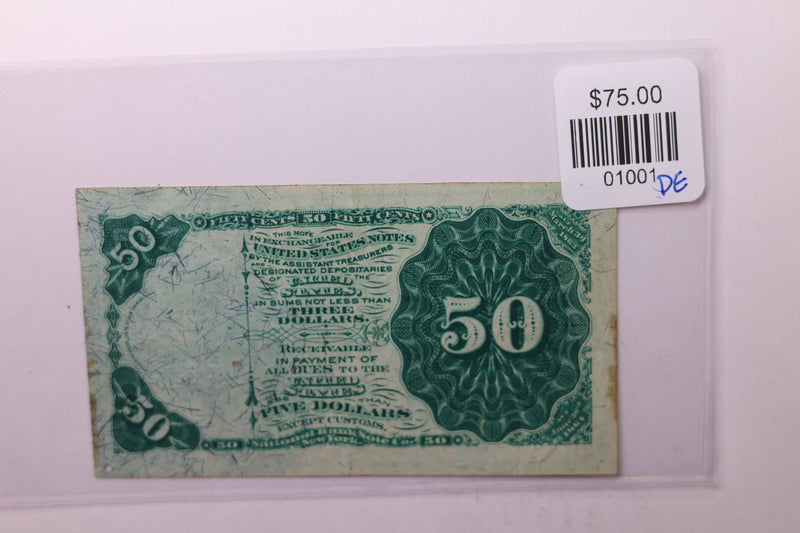 $75.00
01001
DE
50
FIFTY CENTS 50 FIFTY CENTS
THIS NOTE
IS EXCHANGEABLE
FOR
UNITED STATES NOTES
BY THE ASSISTANT TREASURERS
AND
DESIGNATED DEPOSITARIES
OF UNITED THE
STATES,
IN SUMS NOT LESS THAN
THREE
DOLLARS.
RECEIVABLE
IN PAYMENT OF
ALL DUES TO THE
UNITED
STATES
LESS THAN
FIVE DOLLARS
EXCEPT CUSTOMS.
50
50
50 National Bank Note Co. 50
New York